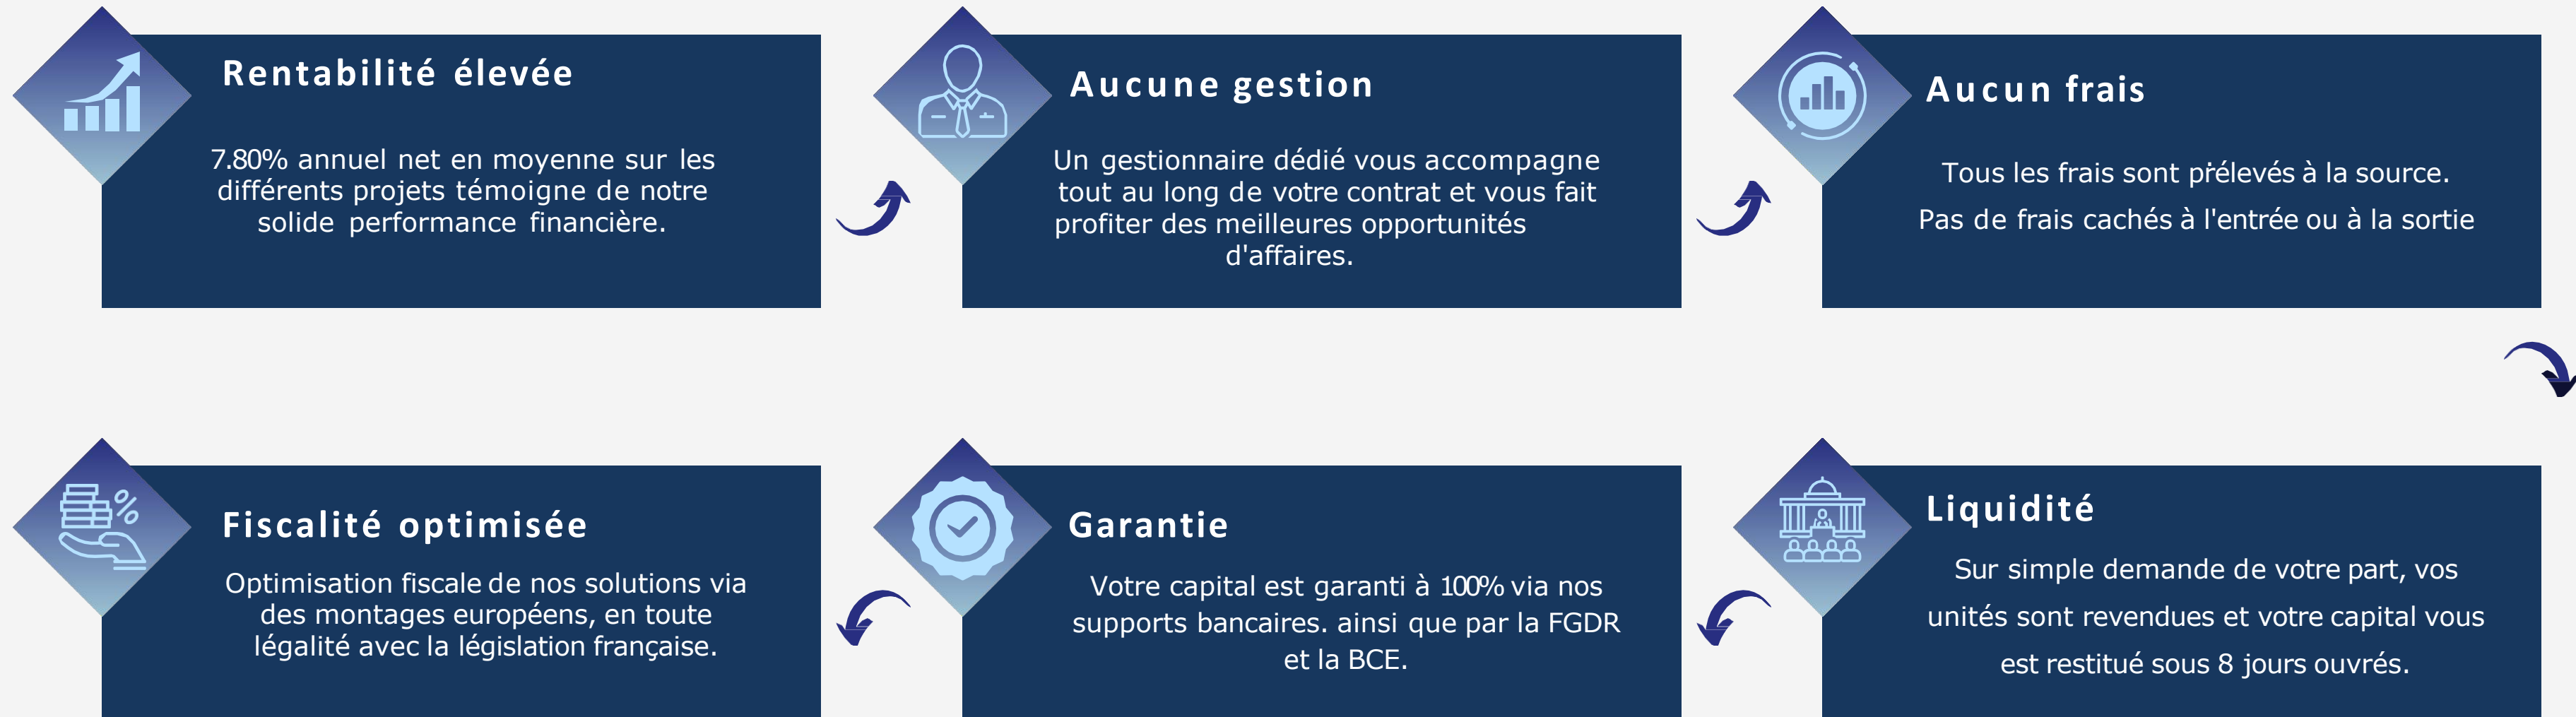 Rentabilité élevée
7.80% annuel net en moyenne sur les
différents projets témoigne de notre
solide performance financière.
Aucune gestion
Un gestionnaire dédié vous accompagne
tout au long de votre contrat et vous fait
profiter des meilleures opportunités
d'affaires.
Aucun frais
Tous les frais sont prélevés à la source.
Pas de frais cachés à l'entrée ou à la sortie
Fiscalité optimisée
Optimisation fiscale de nos solutions via
des montages européens, en toute
légalité avec la législation française.
Garantie
Votre capital est garanti à 100% via nos
supports bancaires. ainsi que par la FGDR
et la BCE.
Liquidité
Sur simple demande de votre part, vos
unités sont revendues et votre capital vous
est restitué sous 8 jours ouvrés.